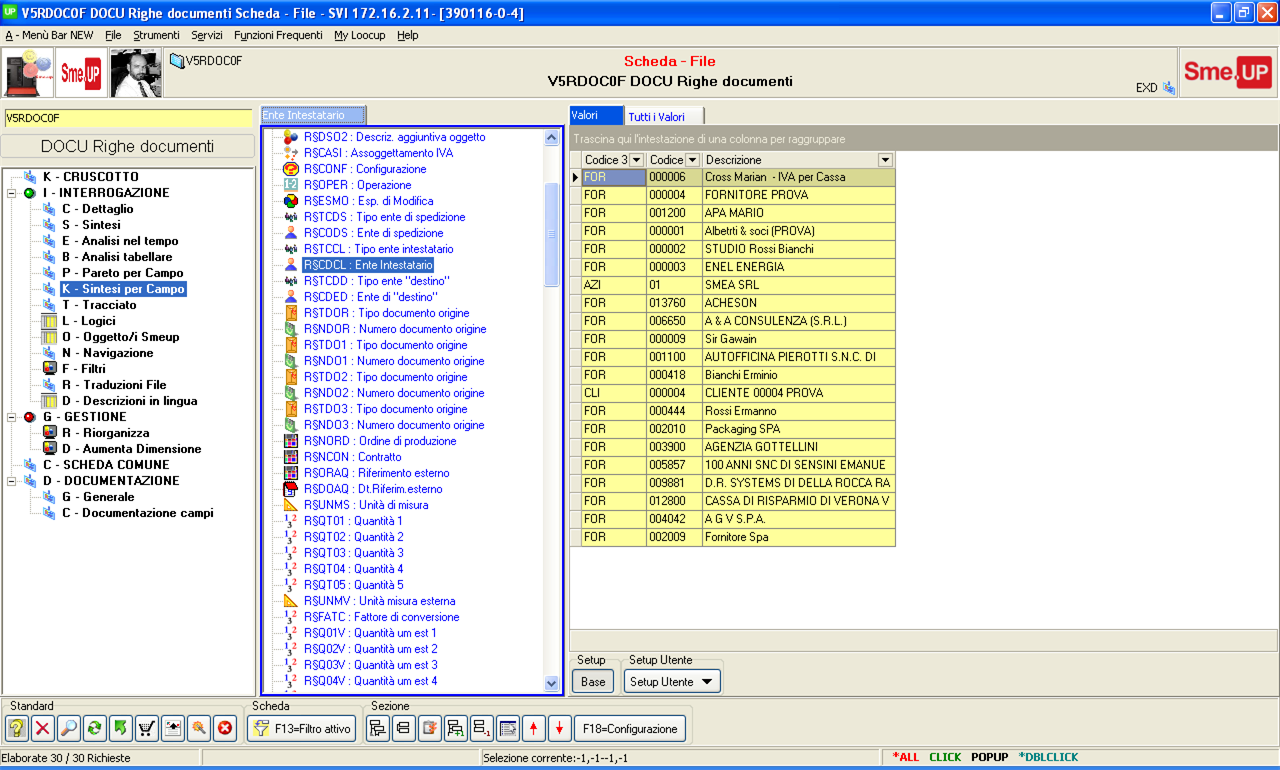 V5RDOC0F DOCU Righe documenti Scheda - File - SVI 172.16.2.11- [390116-0-4]
A - Menù Bar NEW File Strumenti Servizi Funzioni Frequenti My Loocup Help
Sme.UP
V5RDOC0F
Scheda - File
V5RDOC0F DOCU Righe documenti
EXD
Sme.UP
V5RDOC0F
DOCU Righe documenti
K - CRUSCOTTO
I - INTERROGAZIONE
C - Dettaglio
S - Sintesi
E - Analisi nel tempo
B - Analisi tabellare
P - Pareto per Campo
K - Sintesi per Campo
T - Tracciato
L - Logici
O - Oggetto/i Smeup
N - Navigazione
F - Filtri
R - Traduzioni File
D - Descrizioni in lingua
G - GESTIONE
R - Riorganizza
D - Aumenta Dimensione
C - SCHEDA COMUNE
D - DOCUMENTAZIONE
G - Generale
C - Documentazione campi
Ente Intestatario
R§DSO2 : Descriz. aggiuntiva oggetto
R§CASI : Assoggettamento IVA
R§CONF : Configurazione
R§OPER : Operazione
R§ESMO : Esp. di Modifica
R§TCDS : Tipo ente di spedizione
R§CODS : Ente di spedizione
R§TCCL : Tipo ente intestatario
R§CDCL : Ente Intestatario
R§TCDD : Tipo ente "destino"
R§CDED : Ente di "destino"
R§TDOR : Tipo documento origine
R§NDOR : Numero documento origine
R§TDO1 : Tipo documento origine
R§NDO1 : Numero documento origine
R§TDO2 : Tipo documento origine
R§NDO2 : Numero documento origine
R§TDO3 : Tipo documento origine
R§NDO3 : Numero documento origine
R§NORD : Ordine di produzione
R§NCON : Contratto
R§ORAQ : Riferimento esterno
R§DOAQ : Dt.Riferim.esterno
R§UNMS : Unità di misura
R§QT01 : Quantità 1
R§QT02 : Quantità 2
R§QT03 : Quantità 3
R§QT04 : Quantità 4
R§QT05 : Quantità 5
R§UNMV : Unità misura esterna
R§FATC : Fattore di conversione
R§Q01V : Quantità um est 1
R§Q02V : Quantità um est 2
R§Q03V : Quantità um est 3
R§Q04V : Quantità um est 4
Valori Tutti i Valori
Trascina qui l'intestazione di una colonna per raggruppare
Codice 3 Codice Descrizione
FOR 000006 Cross Marian - IVA per Cassa
FOR 000004 FORNITORE PROVA
FOR 001200 APA MARIO
FOR 000001 Albetrti & soci (PROVA)
FOR 000002 STUDIO Rossi Bianchi
FOR 000003 ENEL ENERGIA
AZI 01 SMEA SRL
FOR 013760 ACHESON
FOR 006650 A & A CONSULENZA (S.R.L.)
FOR 000009 Sir Gawain
FOR 001100 AUTOFFICINA PIEROTTI S.N.C. DI
FOR 000418 Bianchi Erminio
CLI 000004 CLIENTE 00004 PROVA
FOR 000444 Rossi Ermanno
FOR 002010 Packaging SPA
FOR 003900 AGENZIA GOTTELLINI
FOR 005857 100 ANNI SNC DI SENSINI EMANUE
FOR 009881 D.R. SYSTEMS DI DELLA ROCCA RA
FOR 012800 CASSA DI RISPARMIO DI VERONA V
FOR 004042 A G V S.P.A.
FOR 002009 Fornitore Spa
Setup Setup Utente
Base Setup Utente
Standard Scheda Sezione
F13=Filtro attivo F18=Configurazione
Elaborate 30 / 30 Richieste Selezione corrente:-1,-1--1,-1 *ALL CLICK POPUP *DBLCLICK